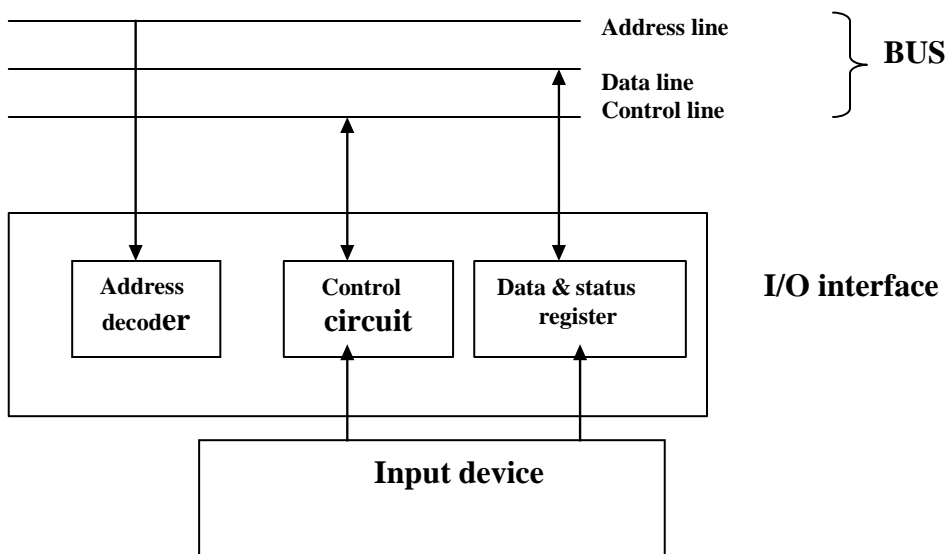 Address line
BUS
Data line
Control line
Address
decoder
Control
circuit
Data & status
register
I/O interface
Input device